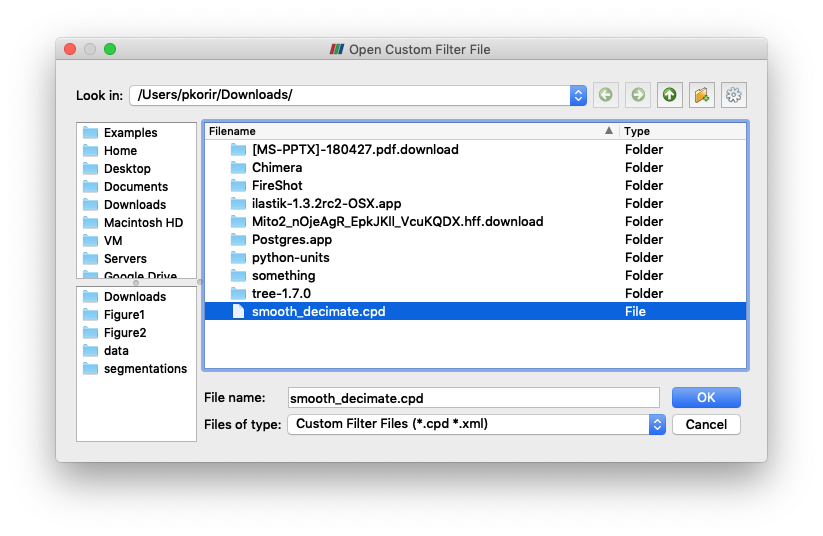 Open Custom Filter File
Look in: /Users/pkorir/Downloads/
Examples
Home
Desktop
Documents
Downloads
Macintosh HD
VM
Servers
Google Drive
Downloads
Figure1
Figure2
data
segmentations
Filename Type
[MS-PPTX]-180427.pdf.download Folder
Chimera Folder
FireShot Folder
ilastik-1.3.2rc2-OSX.app Folder
Mito2_nOjeAgR_EpkJKll_VcuKQDX.hff.download Folder
Postgres.app Folder
python-units Folder
something Folder
tree-1.7.0 Folder
smooth_decimate.cpd File
File name: smooth_decimate.cpd OK
Files of type: Custom Filter Files (*.cpd *.xml) Cancel